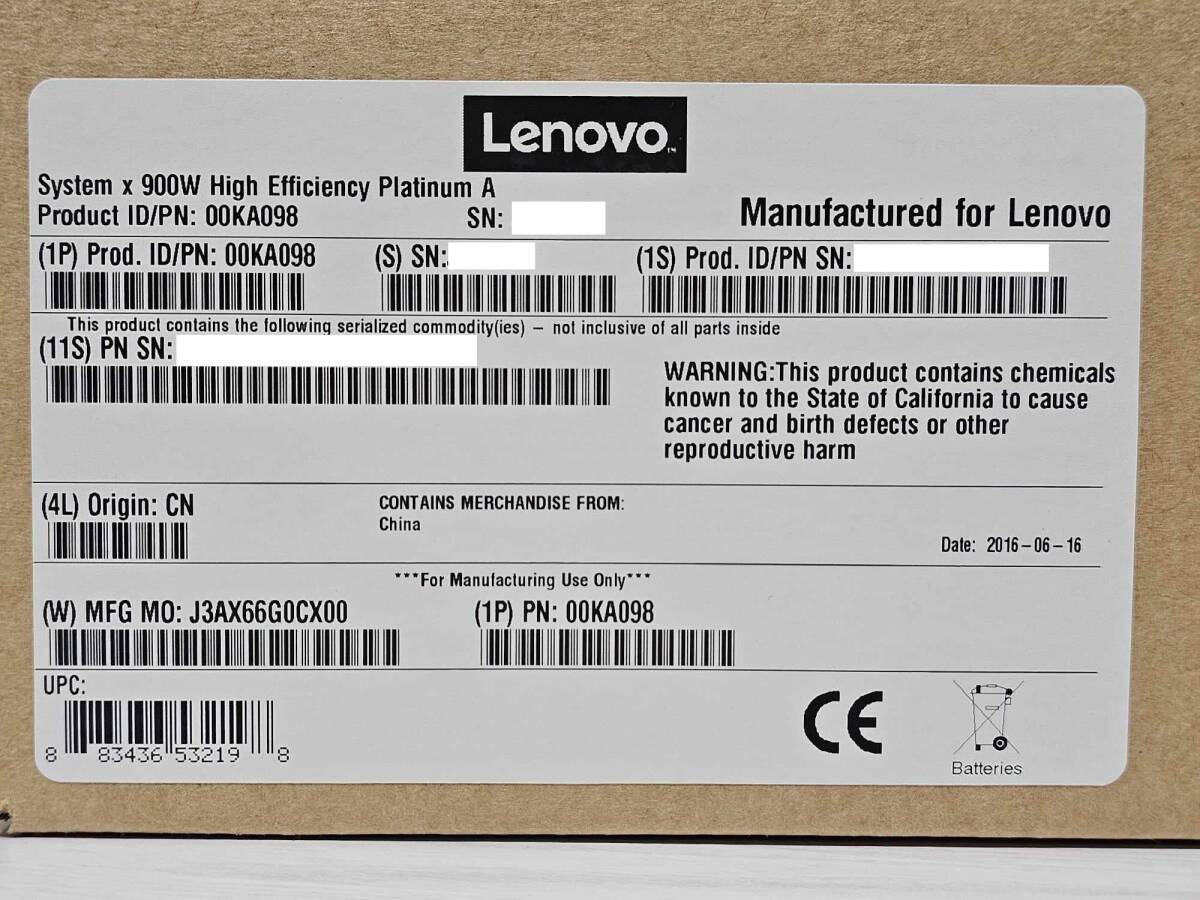 Lenovo™
System x 900W High Efficiency Platinum A
Product ID/PN: 00KA098 SN:
Manufactured for Lenovo
(1P) Prod. ID/PN: 00KA098 (S) SN: (1S) Prod. ID/PN SN:
This product contains the following serialized commodity(ies) — not inclusive of all parts inside
(11S) PN SN:
WARNING:This product contains chemicals
known to the State of California to cause
cancer and birth defects or other
reproductive harm
(4L) Origin: CN
CONTAINS MERCHANDISE FROM:
China
Date: 2016-06-16
***For Manufacturing Use Only***
(W) MFG MO: J3AX66G0CX00 (1P) PN: 00KA098
UPC:
8 83436 53219 8
CE
Batteries